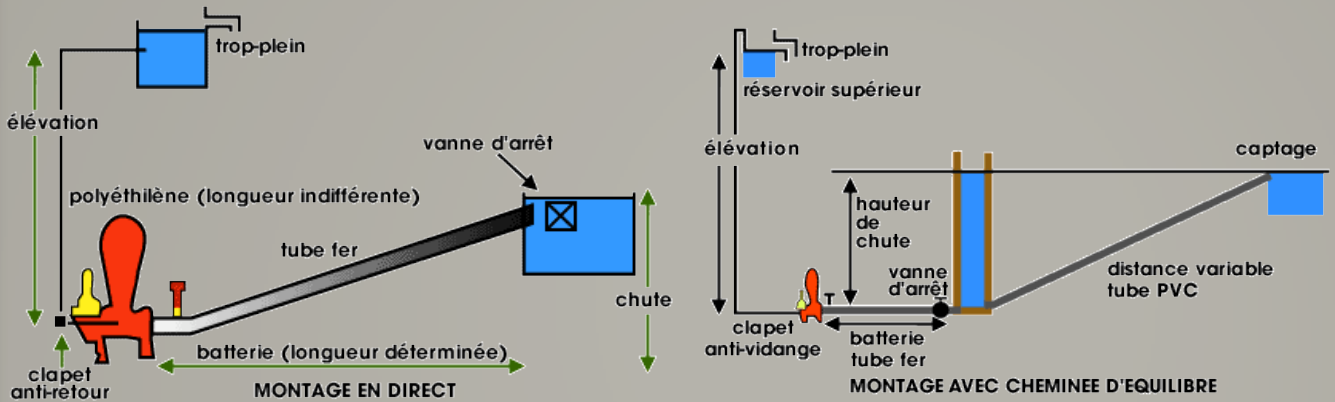 trop-plein
élévation
vanne d'arrêt
polyéthilène (longueur indifférente)
tube fer
chute
batterie (longueur déterminée)
clapet
anti-retour
MONTAGE EN DIRECT
trop-plein
réservoir supérieur
élévation
captage
hauteur
de
chute
vanne
d'arrêt
distance variable
tube PVC
T
clapet
anti-vidange
batterie
tube fer
MONTAGE AVEC CHEMINEE D'EQUILIBRE